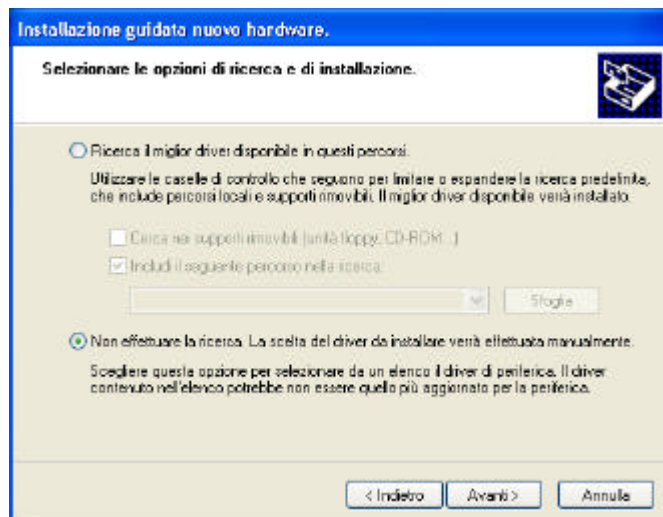 Installazione guidata nuovo hardware.
Selezionare le opzioni di ricerca e di installazione.
Ricerca il miglior driver disponibile in questi percorsi.
Utilizzare le caselle di controllo che seguono per limitare o espandere la ricerca predefinita,
che include percorsi locali e supporti rimovibili. Il miglior driver disponibile verrà installato.
Cerca nei supporti rimovibili (unità floppy, CD-ROM...)
Includi il seguente percorso nella ricerca:
Sfoglia
Non effettuare la ricerca. La scelta del driver da installare verrà effettuata manualmente.
Scegliere questa opzione per selezionare da un elenco il driver di periferica. Il driver
contenuto nell'elenco potrebbe non essere quello più aggiornato per la periferica.
< Indietro Avanti > Annulla